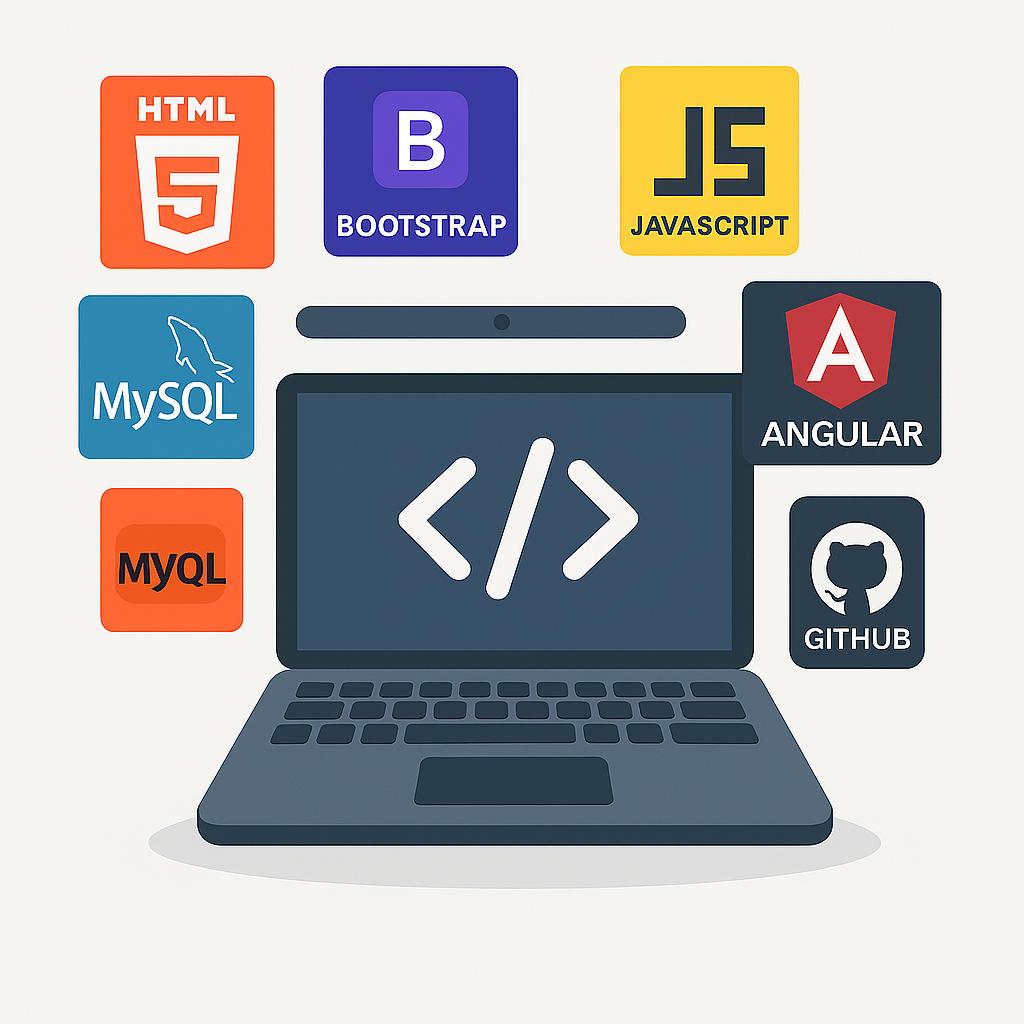 HTML
5
B
BOOTSTRAP
JS
JAVASCRIPT
MySQL
A
ANGULAR
</>
MYQL
GITHUB